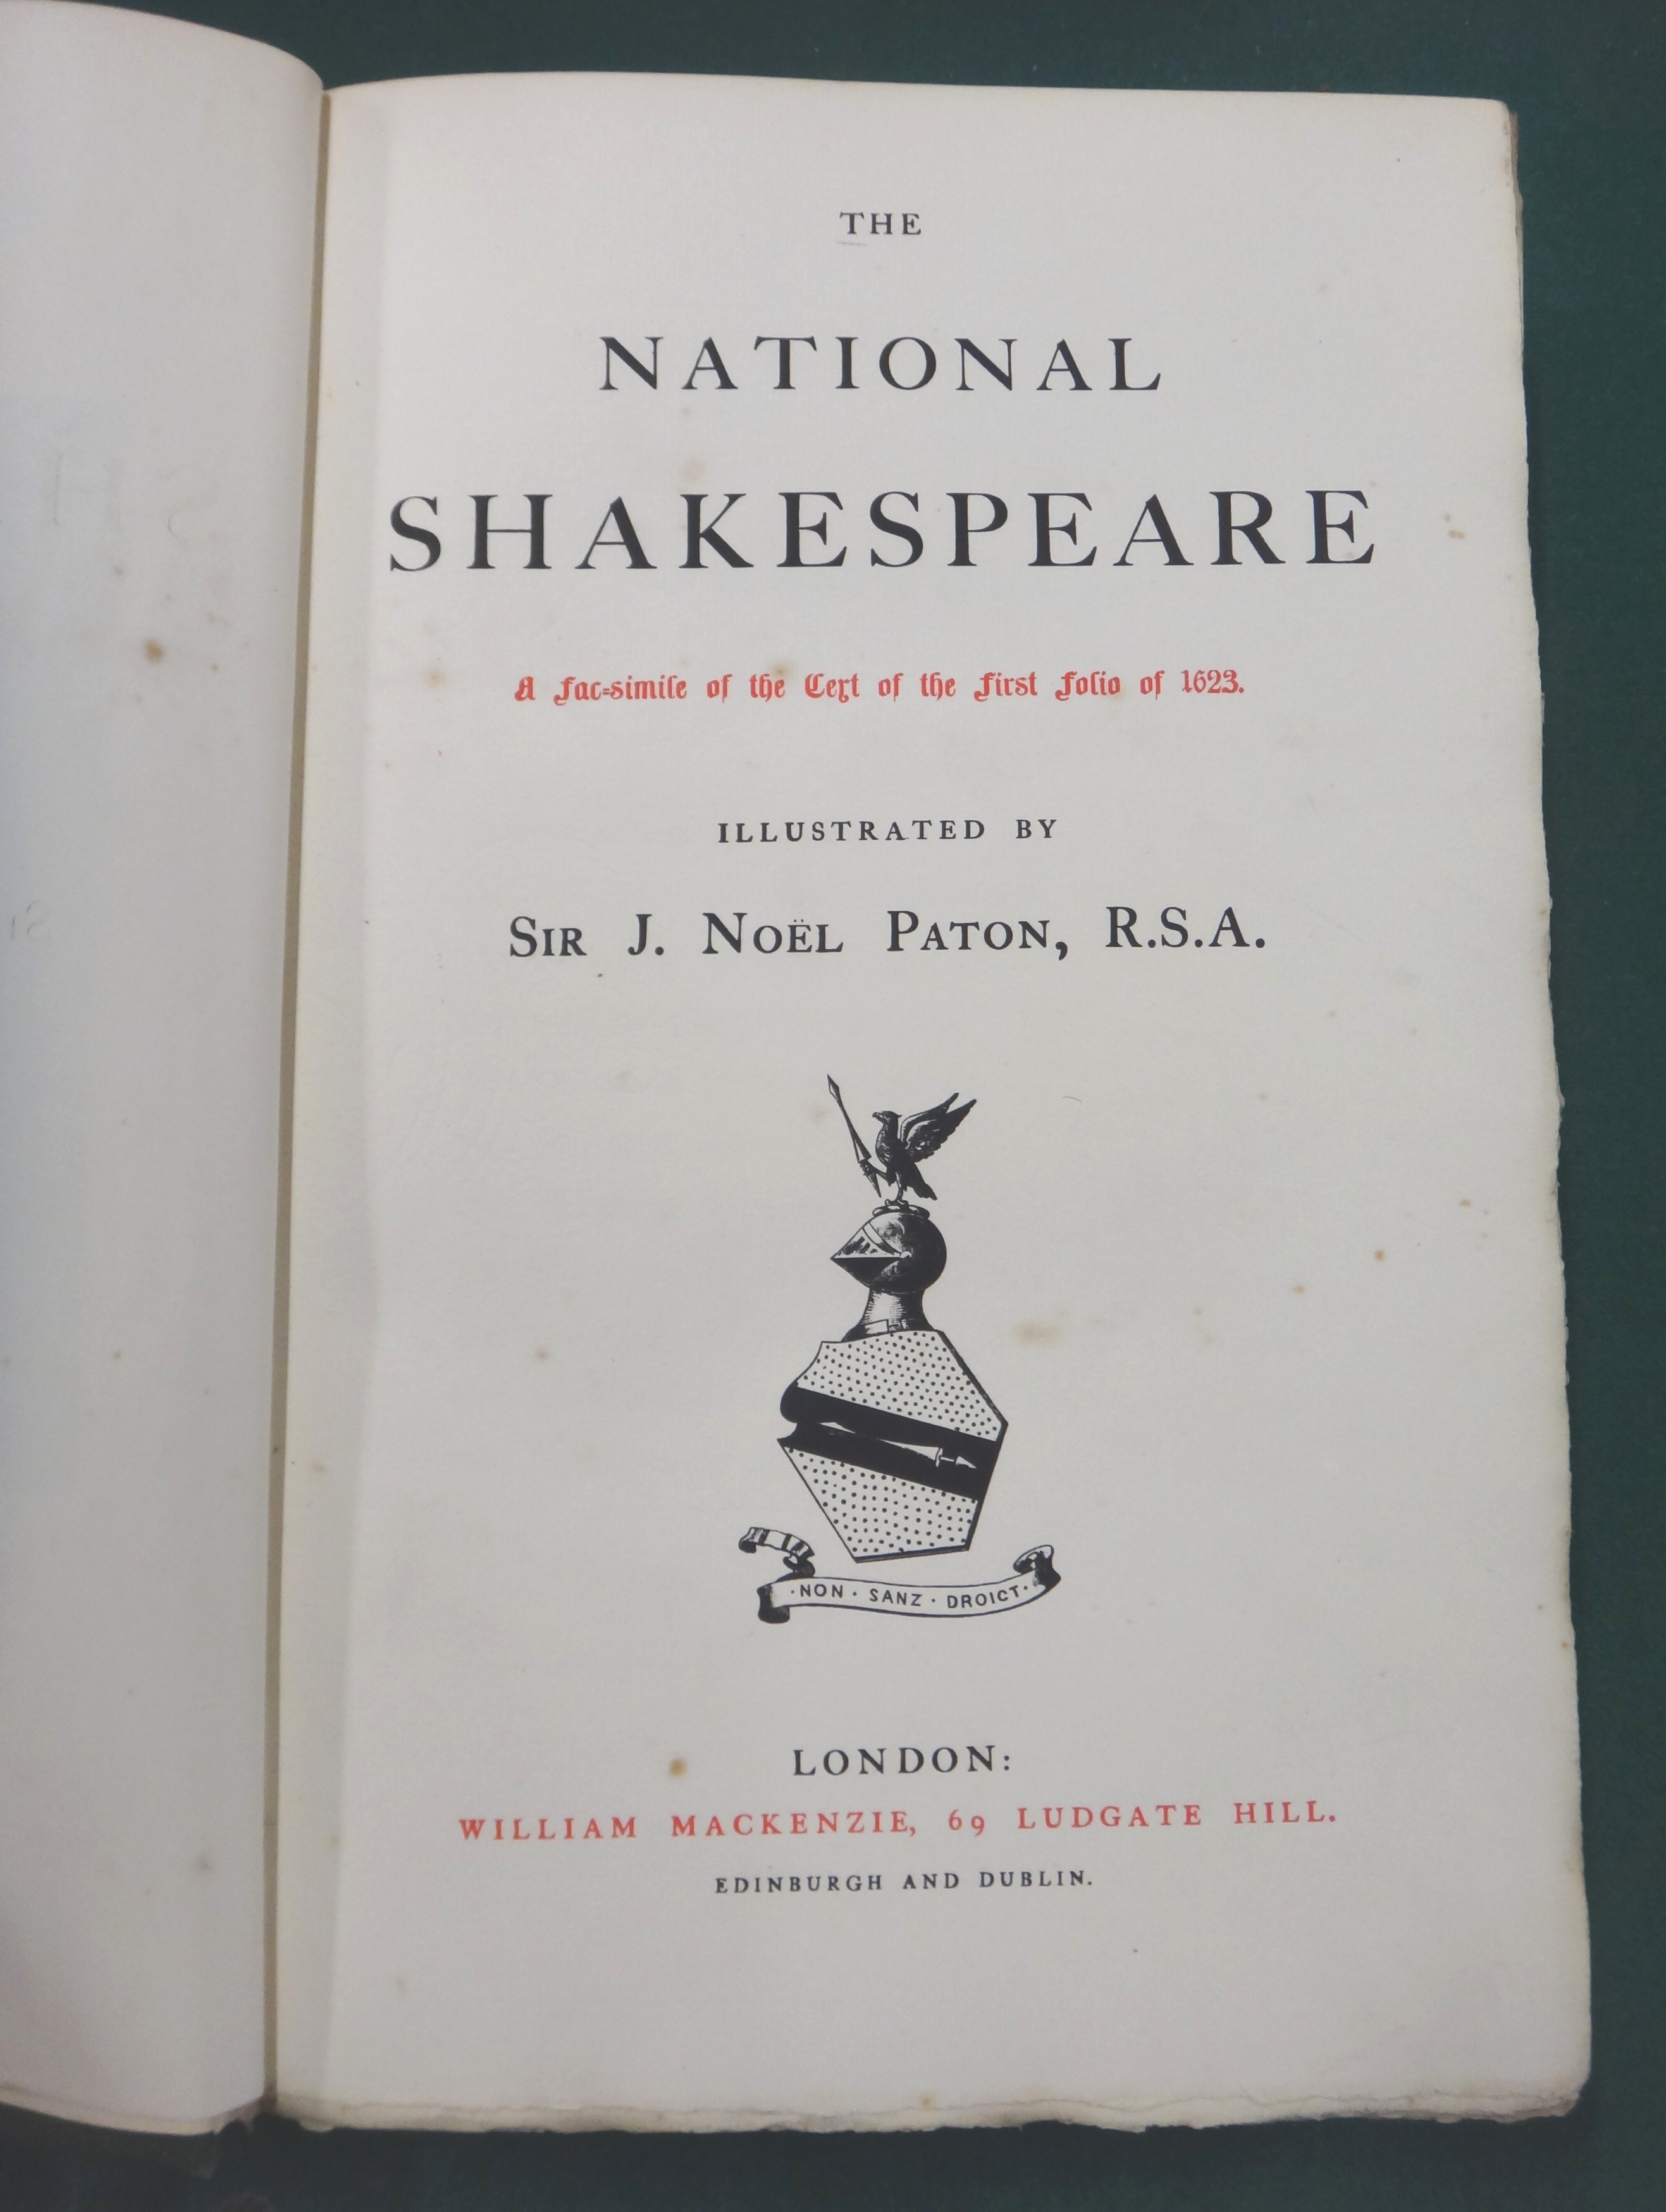 THE
NATIONAL
SHAKESPEARE
A Fac-simile of the Text of the First Folio of 1623.
ILLUSTRATED BY
SIR J. NOËL PATON, R.S.A.
·NON · SANZ · DROICT·
LONDON:
WILLIAM MACKENZIE, 69 LUDGATE HILL.
EDINBURGH AND DUBLIN.